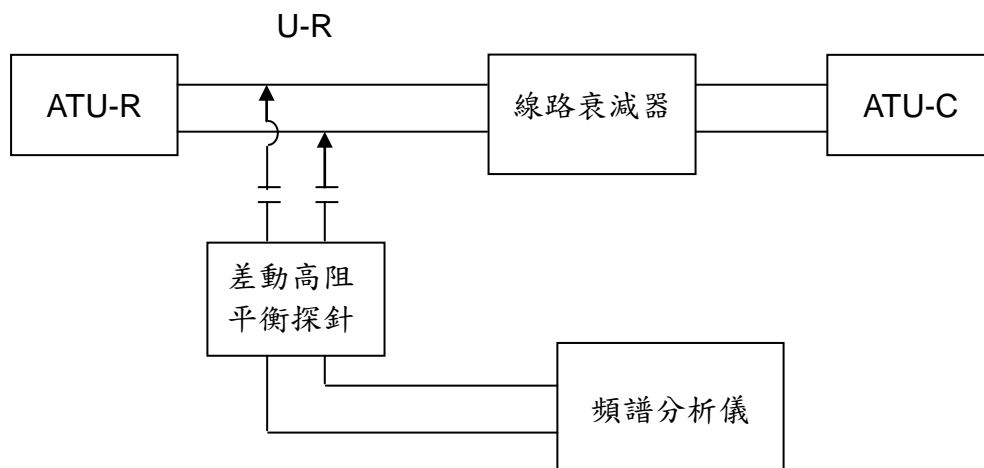 U-R
ATU-R
線路衰減器
ATU-C
差動高阻
平衡探針
頻譜分析儀